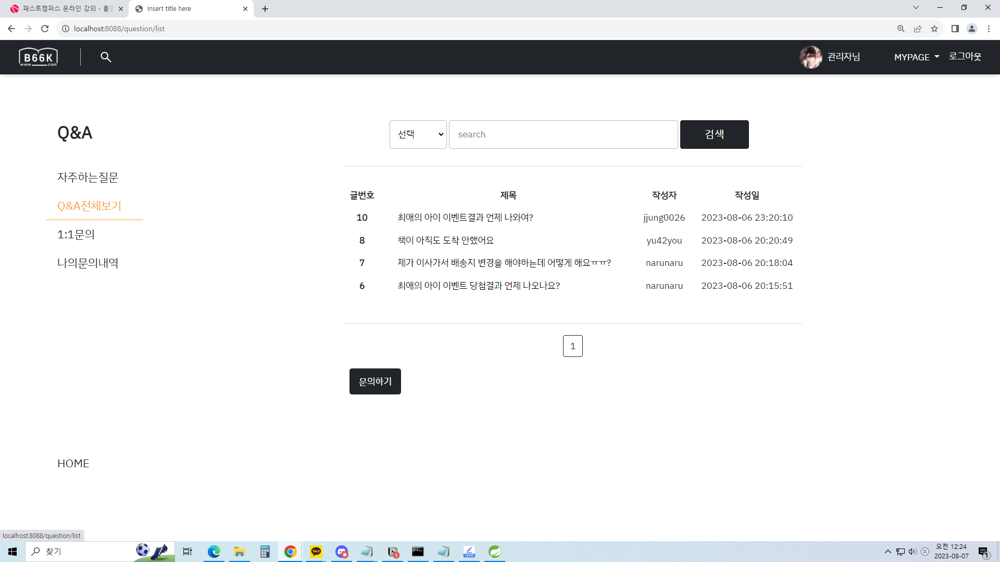 패스트캠퍼스 온라인 강의 - 올인
Insert title here
localhost:8088/question/list
B66K
www.com
관리자님
MYPAGE
로그아웃
Q&A
자주하는질문
Q&A전체보기
1:1문의
나의문의내역
HOME
선택
search
검색
글번호 제목 작성자 작성일
10 최애의 아이 이벤트결과 언제 나와여? jjung0026 2023-08-06 23:20:10
8 책이 아직도 도착 안했어요 yu42you 2023-08-06 20:20:49
7 제가 이사가서 배송지 변경을 해야하는데 어떻게 해요ㅠㅠ? narunaru 2023-08-06 20:18:04
6 최애의 아이 이벤트 당첨결과 언제 나오나요? narunaru 2023-08-06 20:15:51
1
문의하기
localhost:8088/question/list
찾기
TALK
N
1
VIEWER
오전 12:24
2023-08-07
1